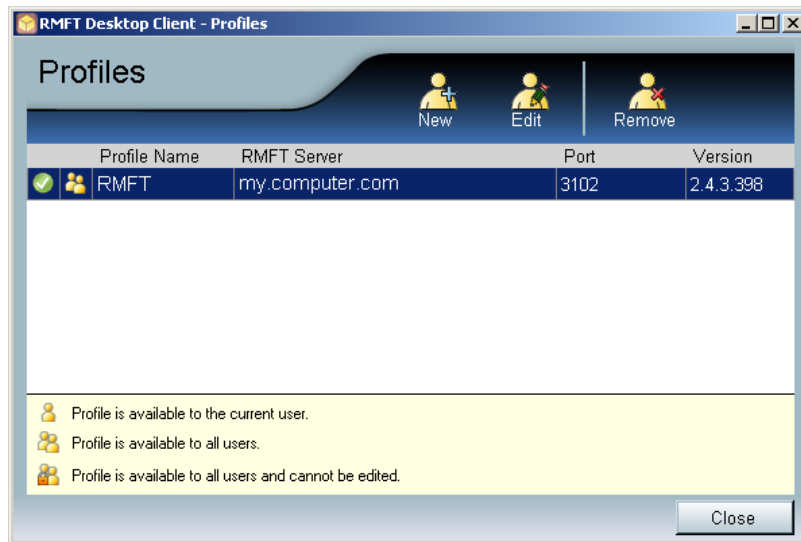 RMFT Desktop Client - Profiles
Profiles
New Edit Remove
Profile Name RMFT Server Port Version
RMFT my.computer.com 3102 2.4.3.398
Profile is available to the current user.
Profile is available to all users.
Profile is available to all users and cannot be edited.
Close